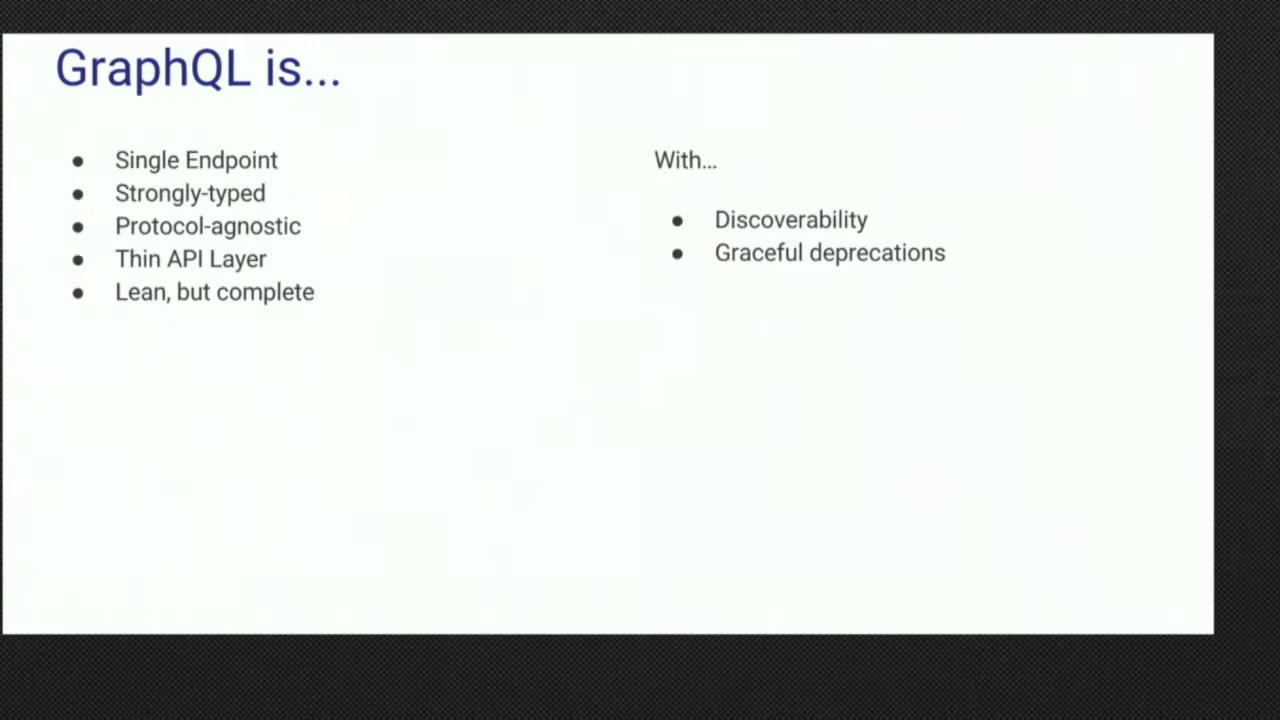 GraphQL is...
● Single Endpoint
● Strongly-typed
● Protocol-agnostic
● Thin API Layer
● Lean, but complete
With...
● Discoverability
● Graceful deprecations